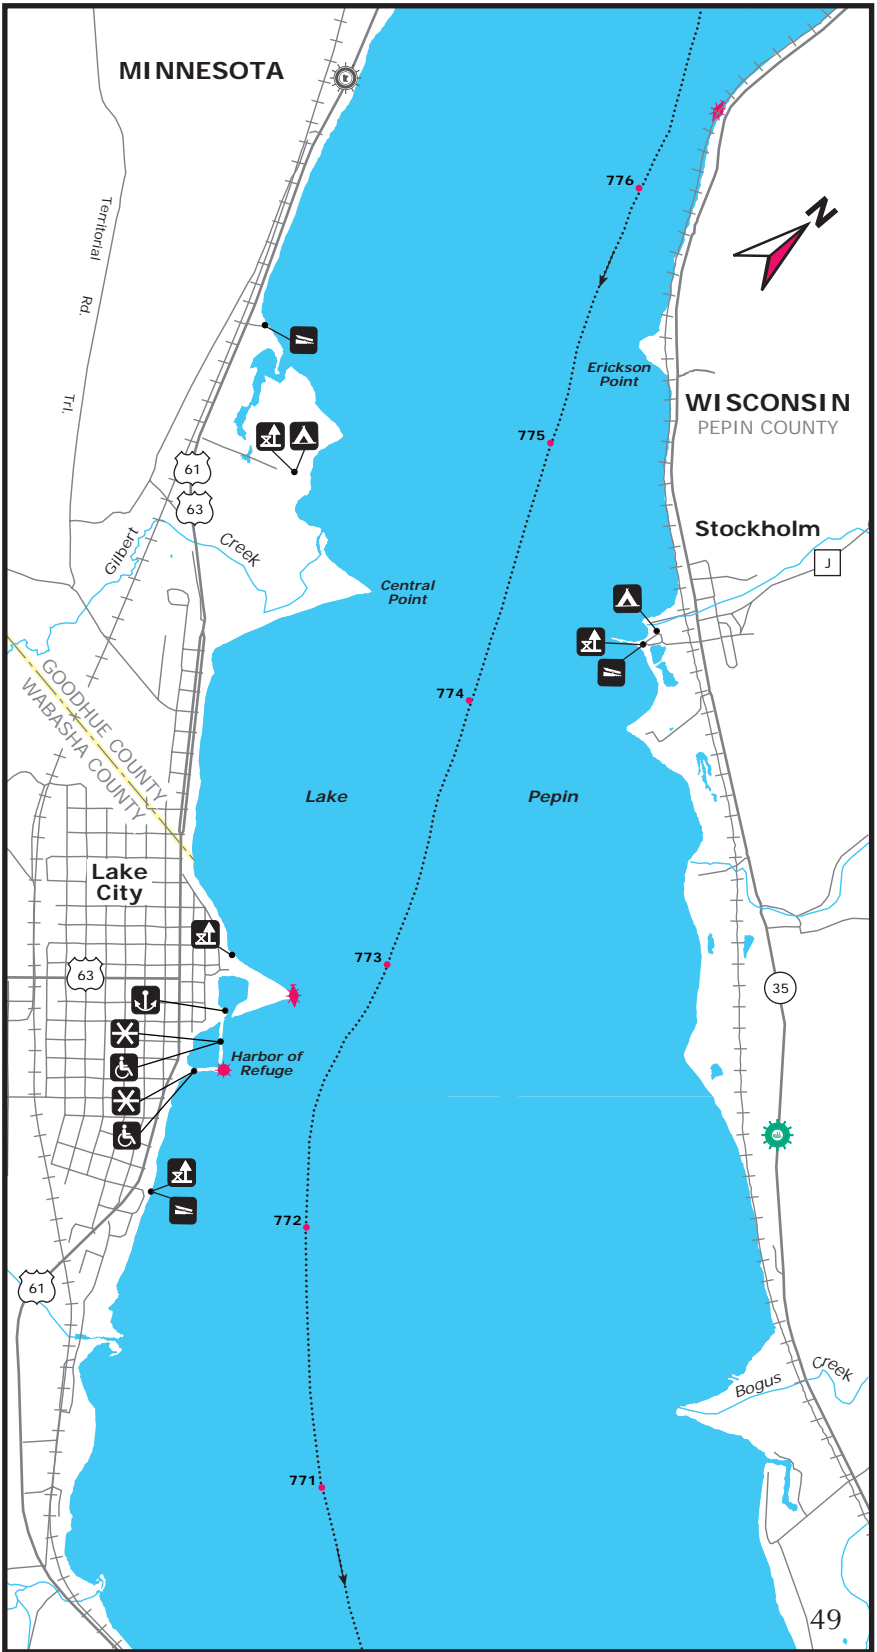 MINNESOTA
776
N
Territorial Rd. Trl.
Erickson
Point
WISCONSIN
PEPIN COUNTY
775
61
63
Stockholm
J
Gilbert Creek
Central
Point
774
GOODHUE COUNTY
WABASHA COUNTY
Lake Pepin
Lake
City
773
63
35
Harbor of
Refuge
772
61
Bogus Creek
771
49